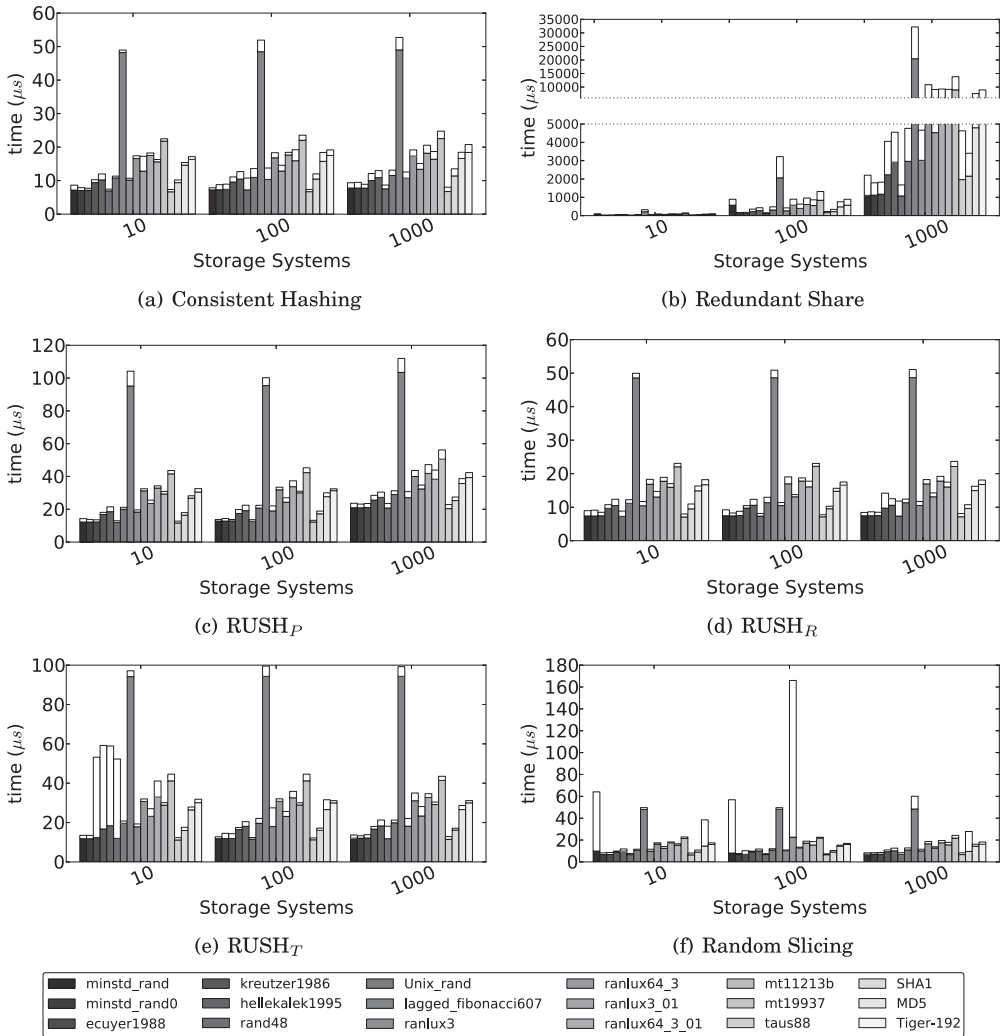 60
50
40
30
20
10
0
time (μs)
10
100
1000
Storage Systems
(a) Consistent Hashing
35000
30000
25000
20000
15000
10000
5000
4000
3000
2000
1000
0
time (μs)
10
100
1000
Storage Systems
(b) Redundant Share
120
100
80
60
40
20
0
time (μs)
10
100
1000
Storage Systems
(c) RUSH_P
60
50
40
30
20
10
0
time (μs)
10
100
1000
Storage Systems
(d) RUSH_R
100
80
60
40
20
0
time (μs)
10
100
1000
Storage Systems
(e) RUSH_T
180
160
140
120
100
80
60
40
20
0
time (μs)
10
100
1000
Storage Systems
(f) Random Slicing
minstd_rand
minstd_rand0
ecuyer1988
kreutzer1986
hellekalek1995
rand48
Unix_rand
lagged_fibonacci607
ranlux3
ranlux64_3
ranlux3_01
ranlux64_3_01
mt11213b
mt19937
taus88
SHA1
MD5
Tiger-192